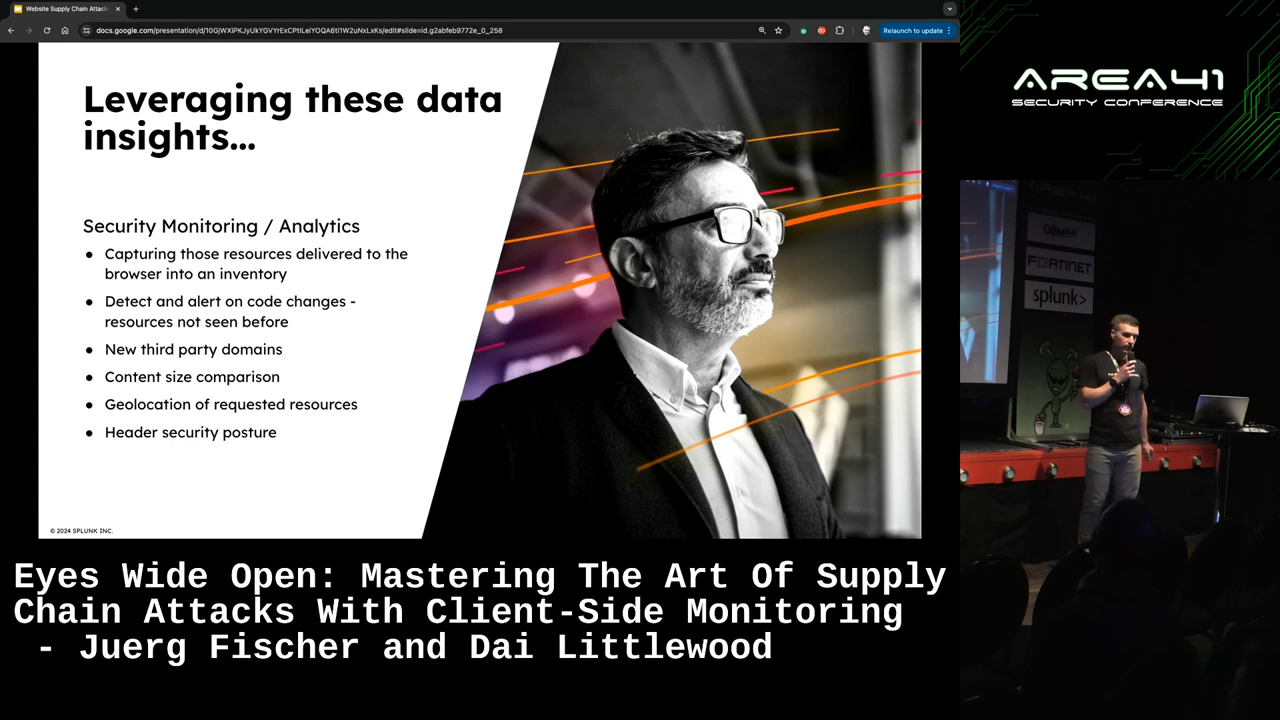 Website Supply Chain Attack
docs.google.com/presentation/d/10GjWXlPKJyUkYGVYrExCPtILeiYOQA6ti1W2uNxLxKs/edit#slide=id.g2abfeb9772e_0_258
Relaunch to update
Leveraging these data
insights...
Security Monitoring / Analytics
• Capturing those resources delivered to the
browser into an inventory
• Detect and alert on code changes -
resources not seen before
• New third party domains
• Content size comparison
• Geolocation of requested resources
• Header security posture
© 2024 SPLUNK INC.
AREA41
SECURITY CONFERENCE
FORTINET
splunk>
Eyes Wide Open: Mastering The Art Of Supply
Chain Attacks With Client-Side Monitoring
- Juerg Fischer and Dai Littlewood